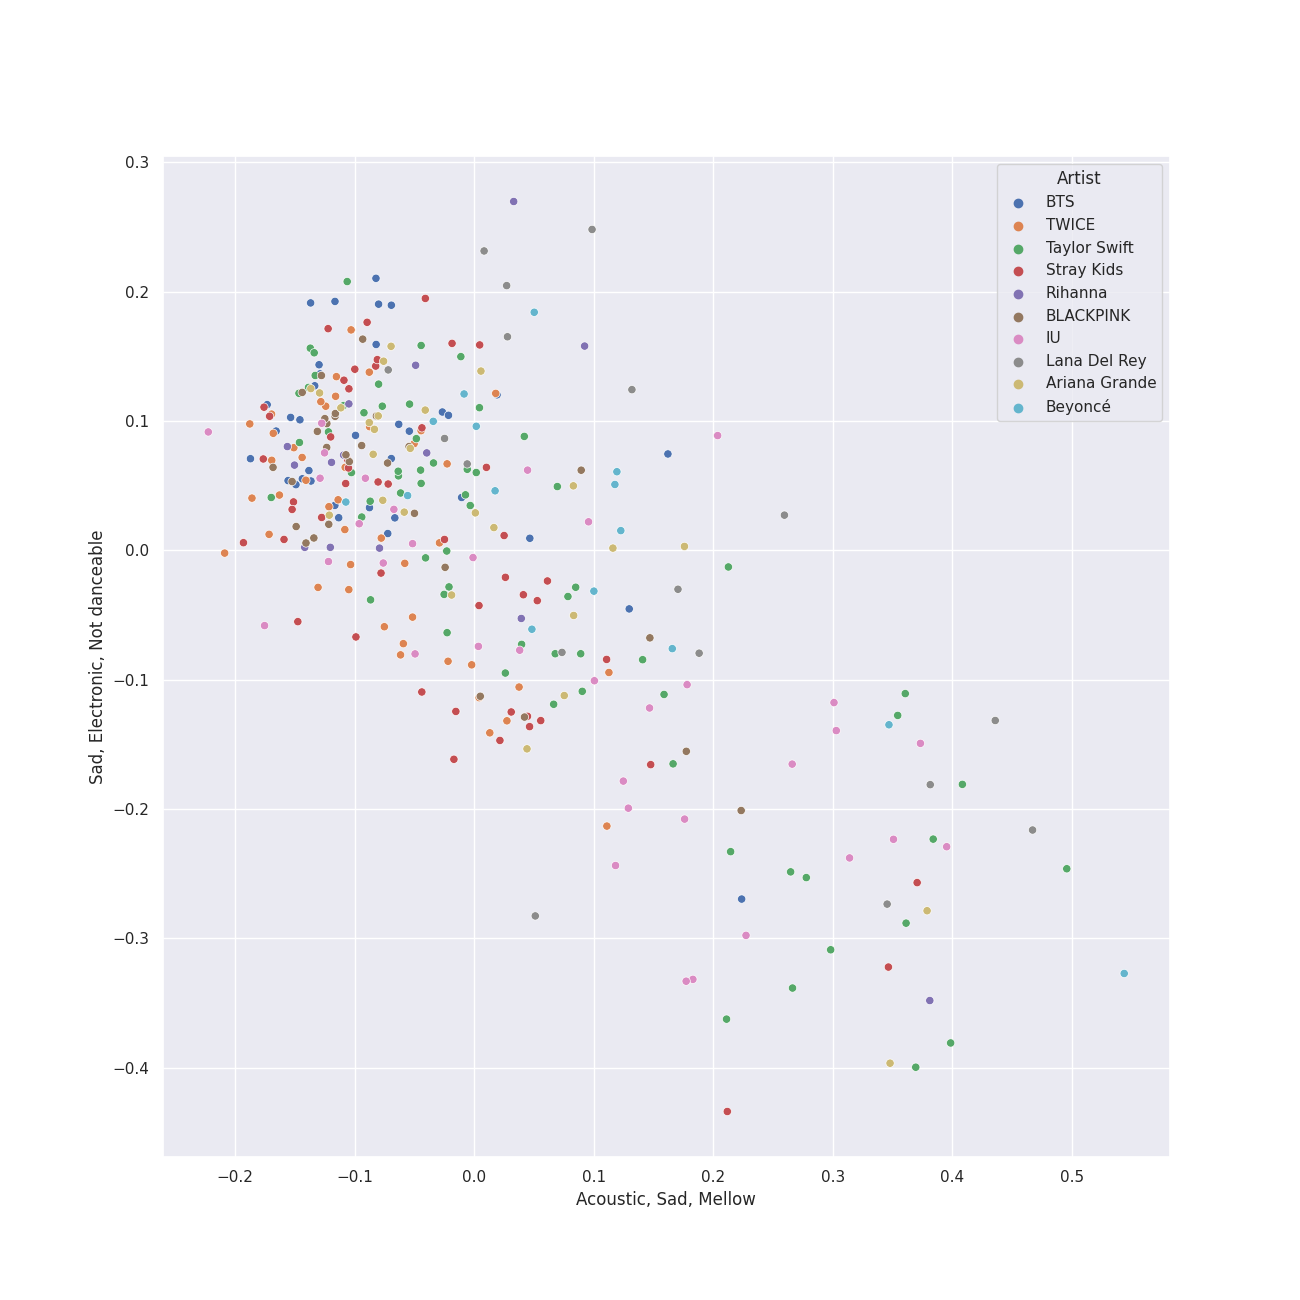 0.3
0.2
0.1
0.0
−0.1
−0.2
−0.3
−0.4
Sad, Electronic, Not danceable
Artist
BTS
TWICE
Taylor Swift
Stray Kids
Rihanna
BLACKPINK
IU
Lana Del Rey
Ariana Grande
Beyoncé
−0.2 −0.1 0.0 0.1 0.2 0.3 0.4 0.5
Acoustic, Sad, Mellow